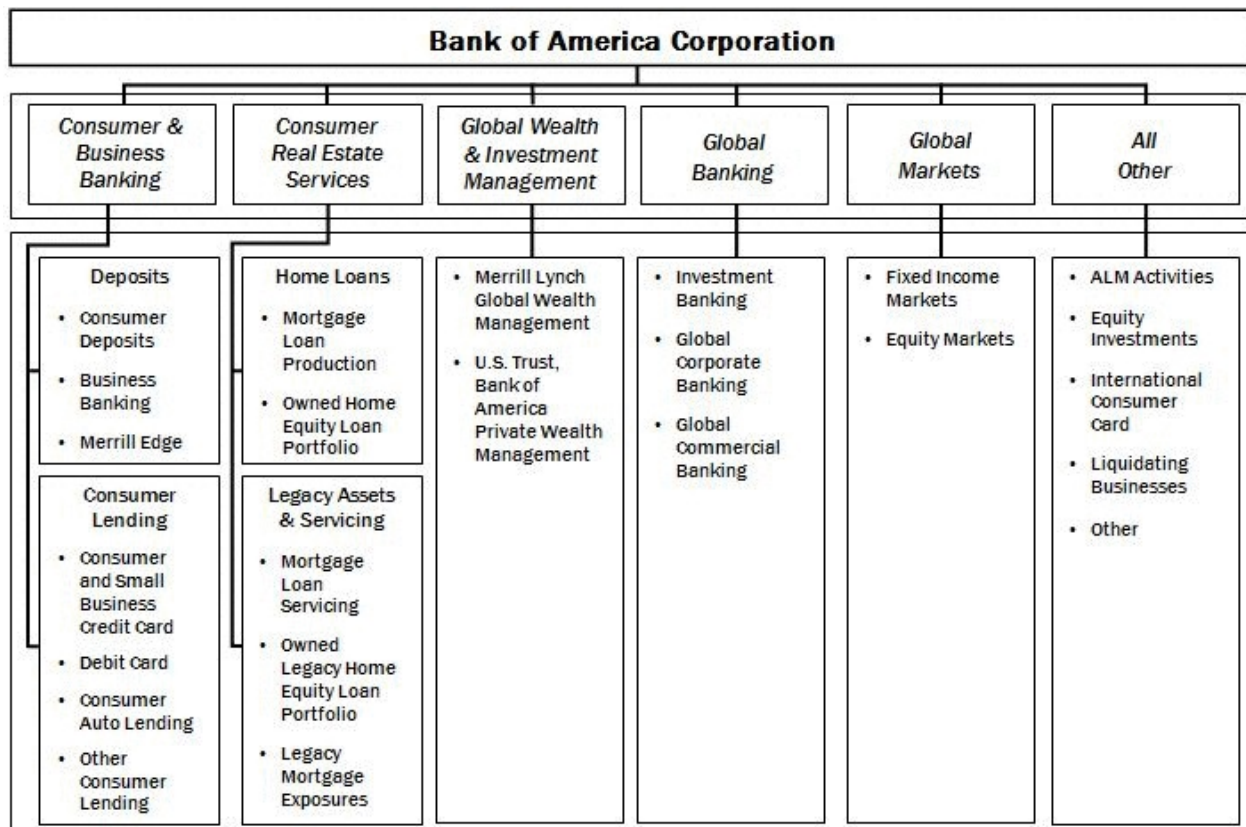 Bank of America Corporation
Consumer &
Business
Banking
Consumer
Real Estate
Services
Global Wealth
& Investment
Management
Global
Banking
Global
Markets
All
Other
Deposits
• Consumer
Deposits
• Business
Banking
• Merrill Edge
Consumer
Lending
• Consumer
and Small
Business
Credit Card
• Debit Card
• Consumer
Auto Lending
• Other
Consumer
Lending
Home Loans
• Mortgage
Loan
Production
• Owned Home
Equity Loan
Portfolio
Legacy Assets
& Servicing
• Mortgage
Loan
Servicing
• Owned
Legacy Home
Equity Loan
Portfolio
• Legacy
Mortgage
Exposures
• Merrill Lynch
Global Wealth
Management
• U.S. Trust,
Bank of
America
Private Wealth
Management
• Investment
Banking
• Global
Corporate
Banking
• Global
Commercial
Banking
• Fixed Income
Markets
• Equity Markets
• ALM Activities
• Equity
Investments
• International
Consumer
Card
• Liquidating
Businesses
• Other